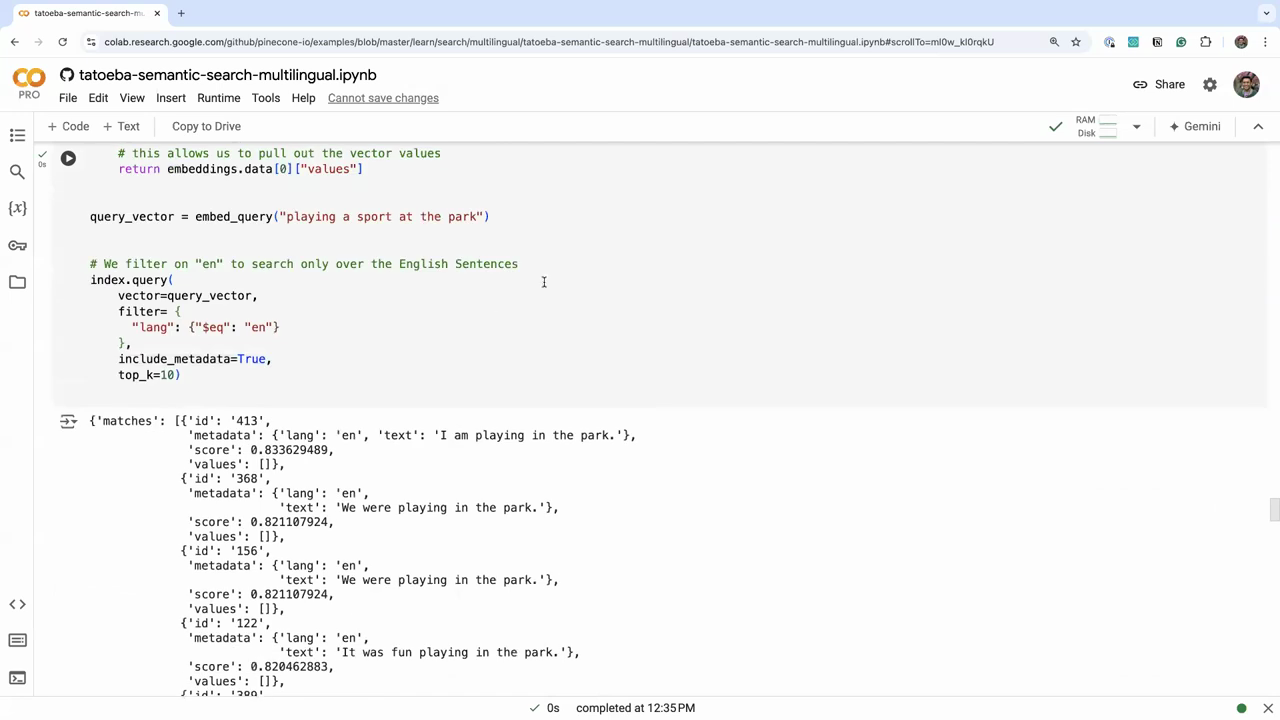 tatoeba-semantic-search-mu
colab.research.google.com/github/pinecone-io/examples/blob/master/learn/search/multilingual/tatoeba-semantic-search-multilingual/tatoeba-semantic-search-multilingual.ipynb#scrollTo=ml0w_kl0rqkU
PRO
tatoeba-semantic-search-multilingual.ipynb
File Edit View Insert Runtime Tools Help Cannot save changes
Share
+ Code + Text Copy to Drive
RAM
Disk
Gemini
0s
# this allows us to pull out the vector values
return embeddings.data[0]["values"]
query_vector = embed_query("playing a sport at the park")
# We filter on "en" to search only over the English Sentences
index.query(
vector=query_vector,
filter= {
"lang": {"$eq": "en"}
},
include_metadata=True,
top_k=10)
{'matches': [{'id': '413',
'metadata': {'lang': 'en', 'text': 'I am playing in the park.'},
'score': 0.833629489,
'values': []},
{'id': '368',
'metadata': {'lang': 'en',
'text': 'We were playing in the park.'},
'score': 0.821107924,
'values': []},
{'id': '156',
'metadata': {'lang': 'en',
'text': 'We were playing in the park.'},
'score': 0.821107924,
'values': []},
{'id': '122',
'metadata': {'lang': 'en',
'text': 'It was fun playing in the park.'},
'score': 0.820462883,
'values': []},
{'id': '389',
0s completed at 12:35 PM